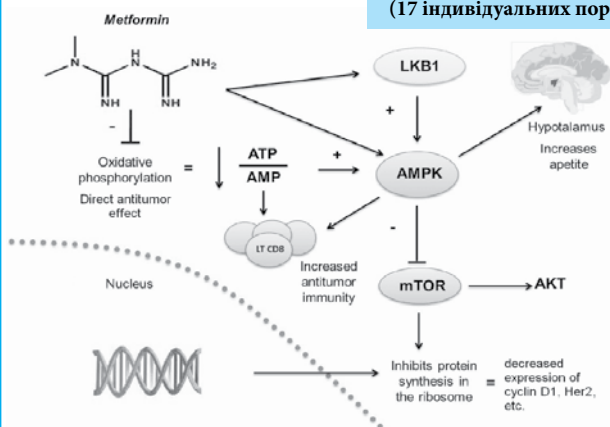 (17 індивідуальних пор
Metformin
N
H
N
NH₂
NH
NH
-
Oxidative
phosphorylation
Direct antitumor
effect
=
ATP
AMP
+
LT CD8
Increased
antitumor
immunity
LKB1
+
AMPK
Hypotalamus
Increases
apetite
-
mTOR
AKT
Nucleus
Inhibits protein
synthesis in
the ribosome
=
decreased
expression of
cyclin D1, Her2,
etc.